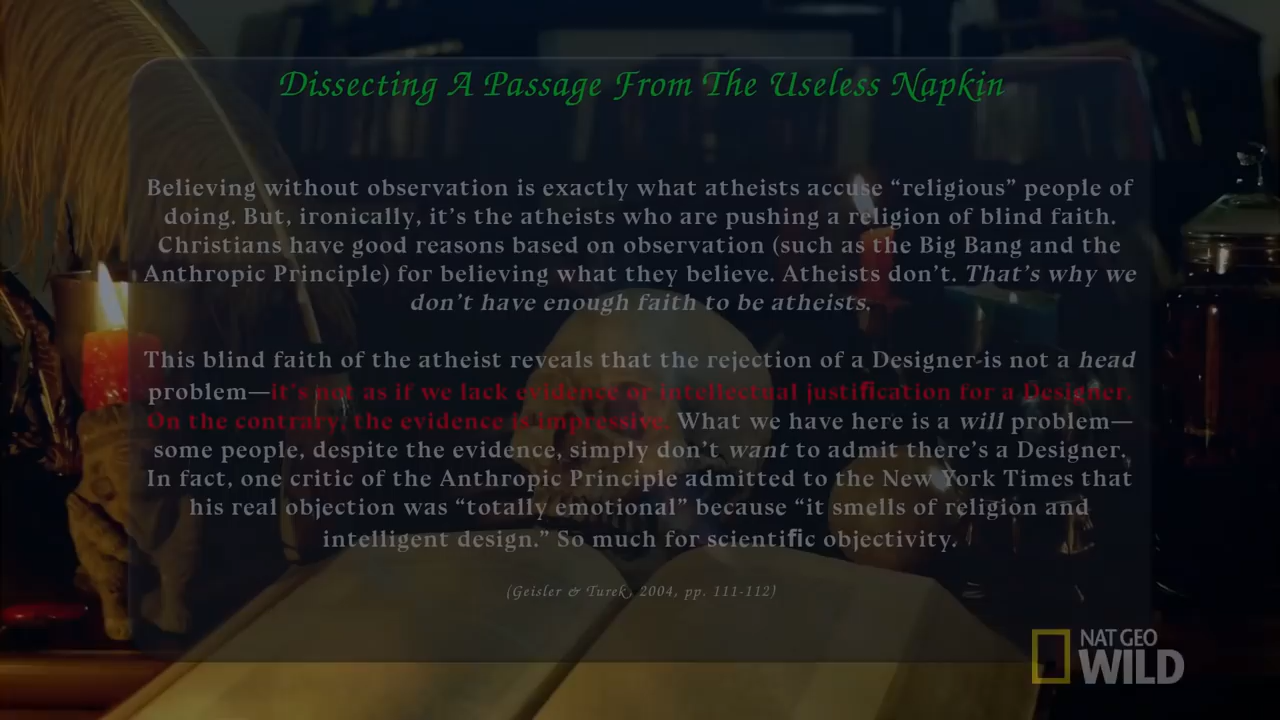 Dissecting A Passage From The Useless Napkin
Believing without observation is exactly what atheists accuse “religious” people of
doing. But, ironically, it’s the atheists who are pushing a religion of blind faith.
Christians have good reasons based on observation (such as the Big Bang and the
Anthropic Principle) for believing what they believe. Atheists don’t. That’s why we
don’t have enough faith to be atheists.
This blind faith of the atheist reveals that the rejection of a Designer-is not a head
problem—it’s not as if we lack evidence or intellectual justification for a Designer.
On the contrary, the evidence is impressive. What we have here is a will problem—
some people, despite the evidence, simply don’t want to admit there’s a Designer.
In fact, one critic of the Anthropic Principle admitted to the New York Times that
his real objection was “totally emotional” because “it smells of religion and
intelligent design.” So much for scientific objectivity.
(Geisler & Turek, 2004, pp. 111-112)
NAT GEO
WILD